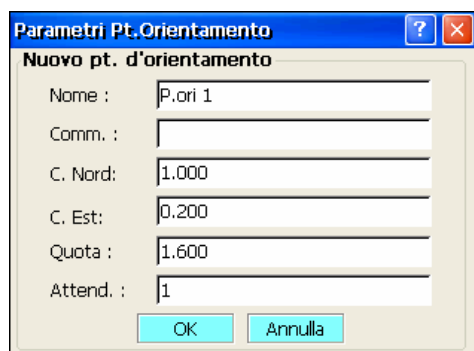 Parametri Pt.Orientamento ? X
Nuovo pt. d'orientamento
Nome : P.ori 1
Comm. :
C. Nord: 1.000
C. Est: 0.200
Quota : 1.600
Attend. : 1
OK Annulla